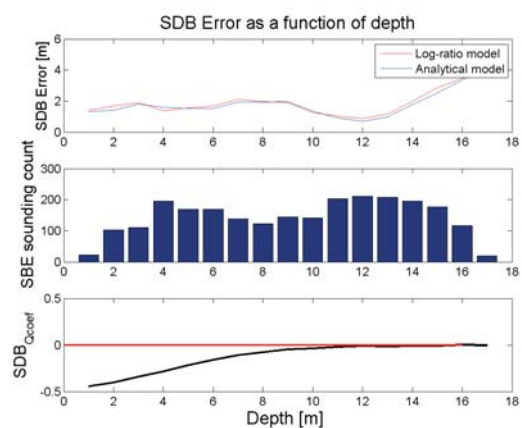 SDB Error as a function of depth
SDB Error [m]
6
4
2
0
Log-ratio model
Analytical model
0 2 4 6 8 10 12 14 16 18
SBE sounding count
300
200
100
0
0 2 4 6 8 10 12 14 16 18
SDB_Qcoef
0.5
0
-0.5
0 2 4 6 8 10 12 14 16 18
Depth [m]